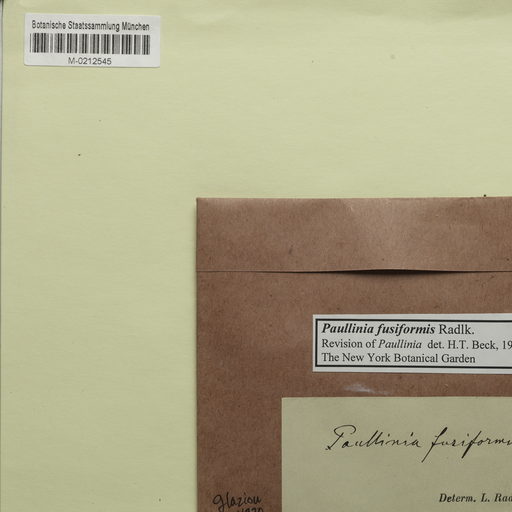 Botanische Staatssammlung München
M-0212545
Paullinia fusiformis Radlk.
Revision of Paullinia det. H.T. Beck, 19
The New York Botanical Garden
Paullinia fusiformi
Determ. L. Rad
Glaziou